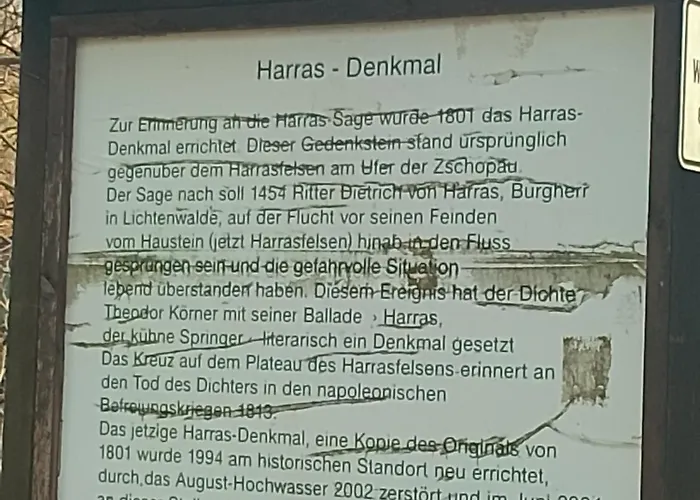 Harras - Denkmal
Zur Erinnerung an die Harras-Sage wurde 1801 das Harras-
Denkmal errichtet. Dieser Gedenkstein stand ursprünglich
gegenüber dem Harrasfelsen am Ufer der Zschopau.
Der Sage nach soll 1454 Ritter Dietrich von Harras, Burgherr
in Lichtenwalde, auf der Flucht vor seinen Feinden
vom Haustein (jetzt Harrasfelsen) hinab in den Fluss
gesprungen sein und die gefahrvolle Situation
lebend überstanden haben. Diesem Ereignis hat der Dichter
Theodor Körner mit seiner Ballade › Harras,
der kühne Springer ‹ literarisch ein Denkmal gesetzt
Das Kreuz auf dem Plateau des Harrasfelsens erinnert an
den Tod des Dichters in den napoleonischen
Befreiungskriegen 1813.
Das jetzige Harras-Denkmal, eine Kopie des Originals von
1801 wurde 1994 am historischen Standort neu errichtet,
durch das August-Hochwasser 2002 zerstört und im